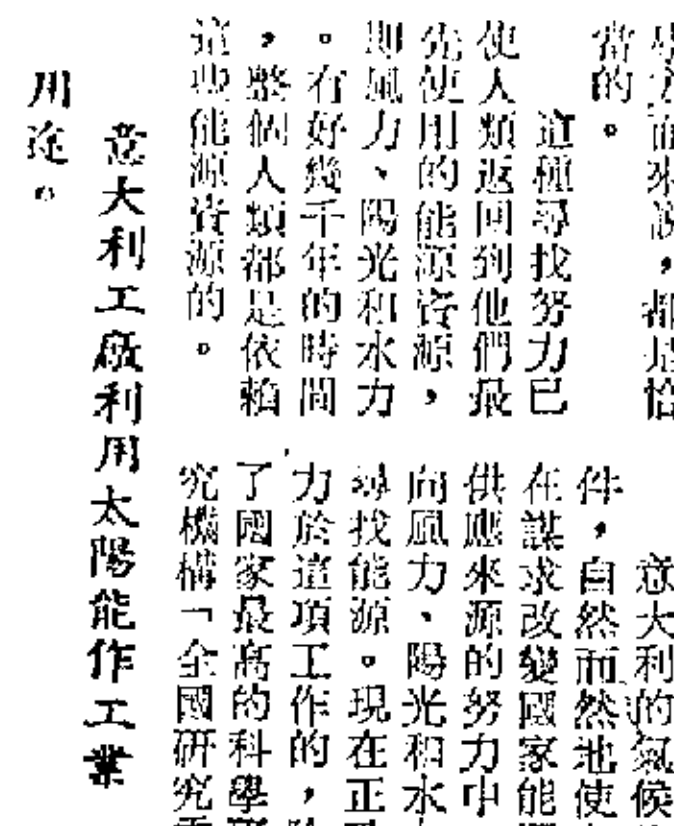 當的。
這種尋找努力已
使人類返回到他們最
先使用的能源資源，
則風力、陽光和水力
。有好幾千年的時間
，整個人類都是依賴
這些能源資源的。
意大利的氣候
件，自然而然地使
在謀求改變國家能
供應來源的努力中
向風力、陽光和水
尋找能源。現在正
力於這項工作的，
了國家最高的科學
究機構「全國研究
意大利工廠利用太陽能作工業
用途。